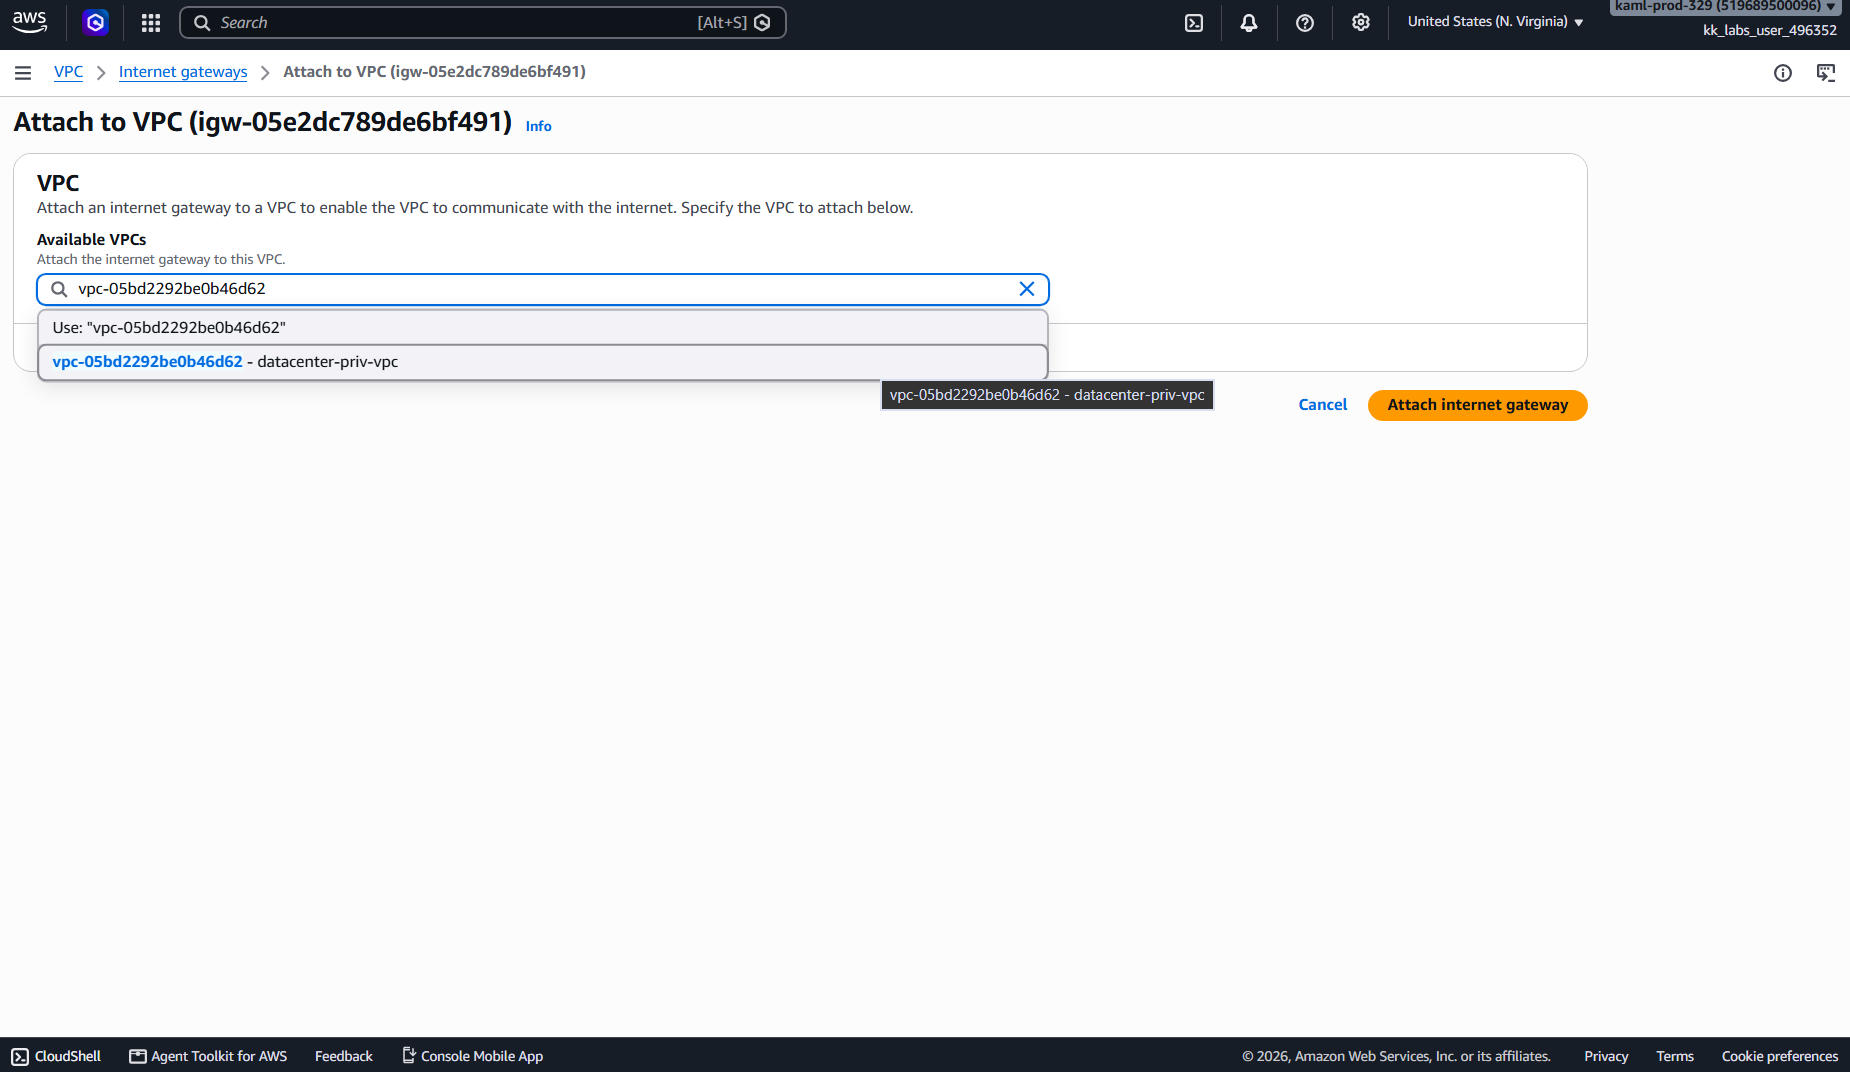 aws
Search
[Alt+S]
United States (N. Virginia)
kaml-prod-329 (519689500096)
kk_labs_user_496352
VPC
Internet gateways
Attach to VPC (igw-05e2dc789de6bf491)
Attach to VPC (igw-05e2dc789de6bf491)
Info
VPC
Attach an internet gateway to a VPC to enable the VPC to communicate with the internet. Specify the VPC to attach below.
Available VPCs
Attach the internet gateway to this VPC.
vpc-05bd2292be0b46d62
Use: "vpc-05bd2292be0b46d62"
vpc-05bd2292be0b46d62 - datacenter-priv-vpc
vpc-05bd2292be0b46d62 - datacenter-priv-vpc
Cancel
Attach internet gateway
CloudShell
Agent Toolkit for AWS
Feedback
Console Mobile App
© 2026, Amazon Web Services, Inc. or its affiliates.
Privacy
Terms
Cookie preferences